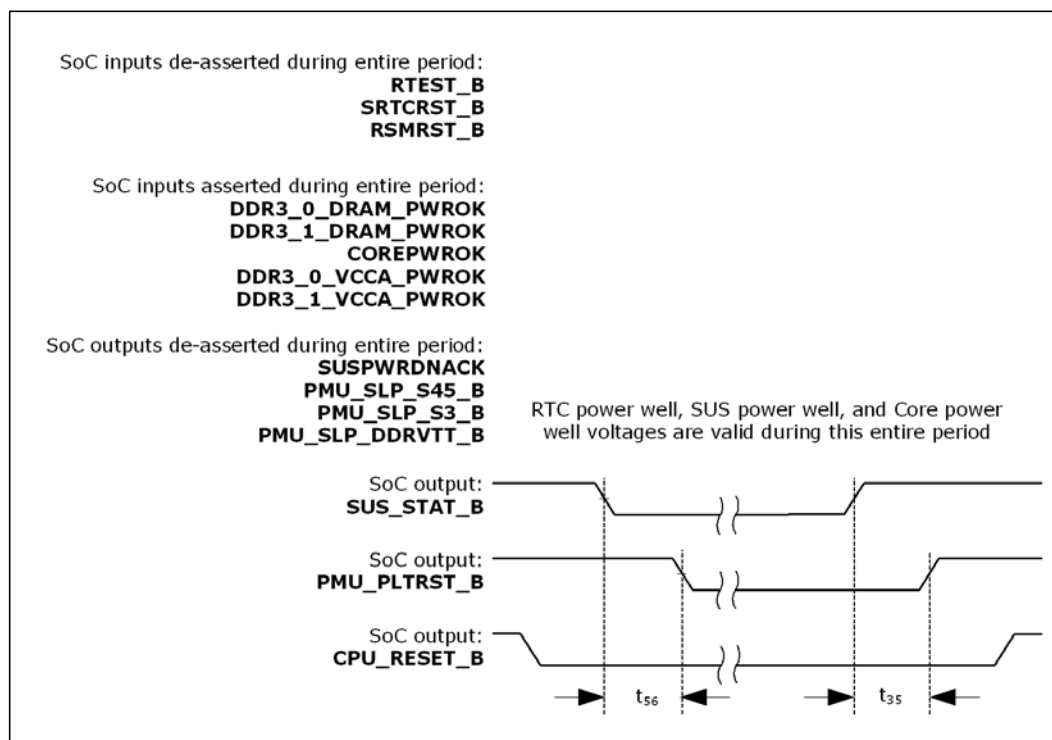 SoC inputs de-asserted during entire period:
RTEST_B
SRTCRST_B
RSMRST_B
SoC inputs asserted during entire period:
DDR3_0_DRAM_PWROK
DDR3_1_DRAM_PWROK
COREPWROK
DDR3_0_VCCA_PWROK
DDR3_1_VCCA_PWROK
SoC outputs de-asserted during entire period:
SUSPWRDNACK
PMU_SLP_S45_B
PMU_SLP_S3_B
PMU_SLP_DDRVTT_B
RTC power well, SUS power well, and Core power
well voltages are valid during this entire period
SoC output:
SUS_STAT_B
SoC output:
PMU_PLTRST_B
SoC output:
CPU_RESET_B
t56
t35